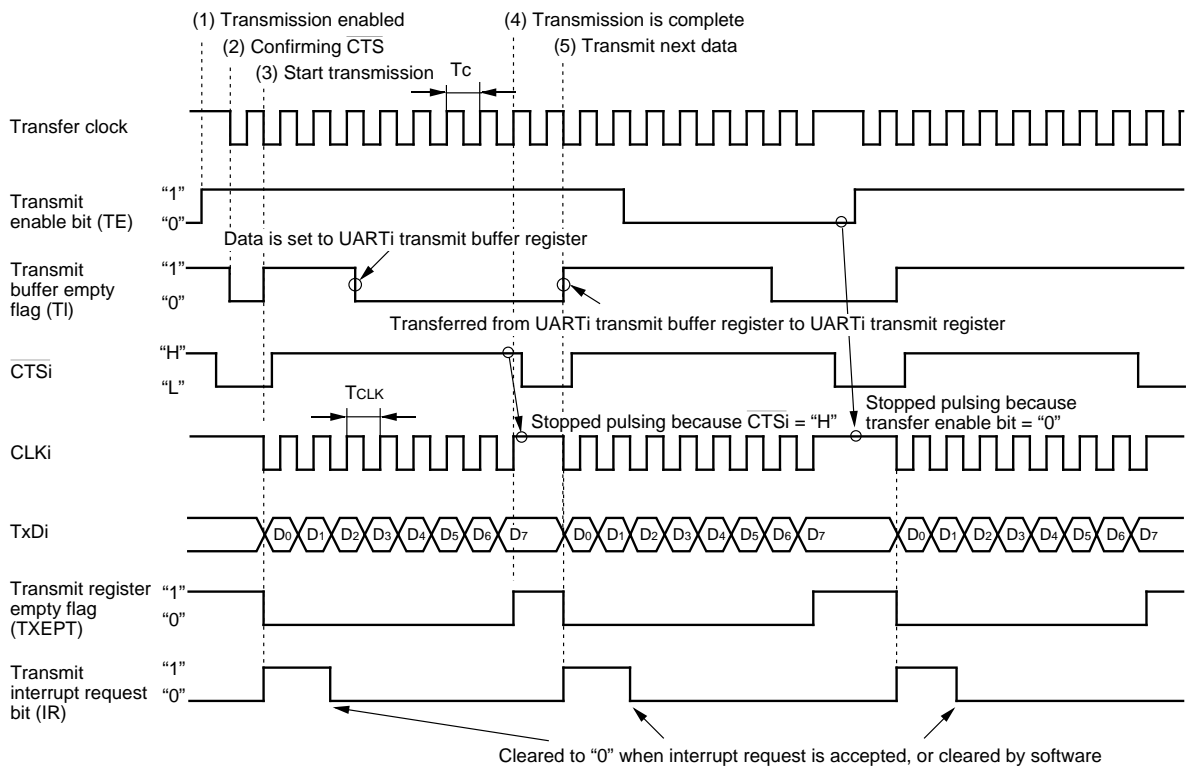 (1) Transmission enabled
(4) Transmission is complete
(2) Confirming CTS
(5) Transmit next data
(3) Start transmission
Tc
Transfer clock
Transmit
enable bit (TE)
“1”
“0”
Data is set to UARTi transmit buffer register
Transmit
buffer empty
flag (TI)
“1”
“0”
Transferred from UARTi transmit buffer register to UARTi transmit register
CTSi
“H”
“L”
TCLK
Stopped pulsing because CTSi = “H”
Stopped pulsing because
transfer enable bit = “0”
CLKi
TxDi
D0 D1 D2 D3 D4 D5 D6 D7 D0 D1 D2 D3 D4 D5 D6 D7 D0 D1 D2 D3 D4 D5 D6 D7
Transmit register
empty flag
(TXEPT)
“1”
“0”
Transmit
interrupt request
bit (IR)
“1”
“0”
Cleared to “0” when interrupt request is accepted, or cleared by software